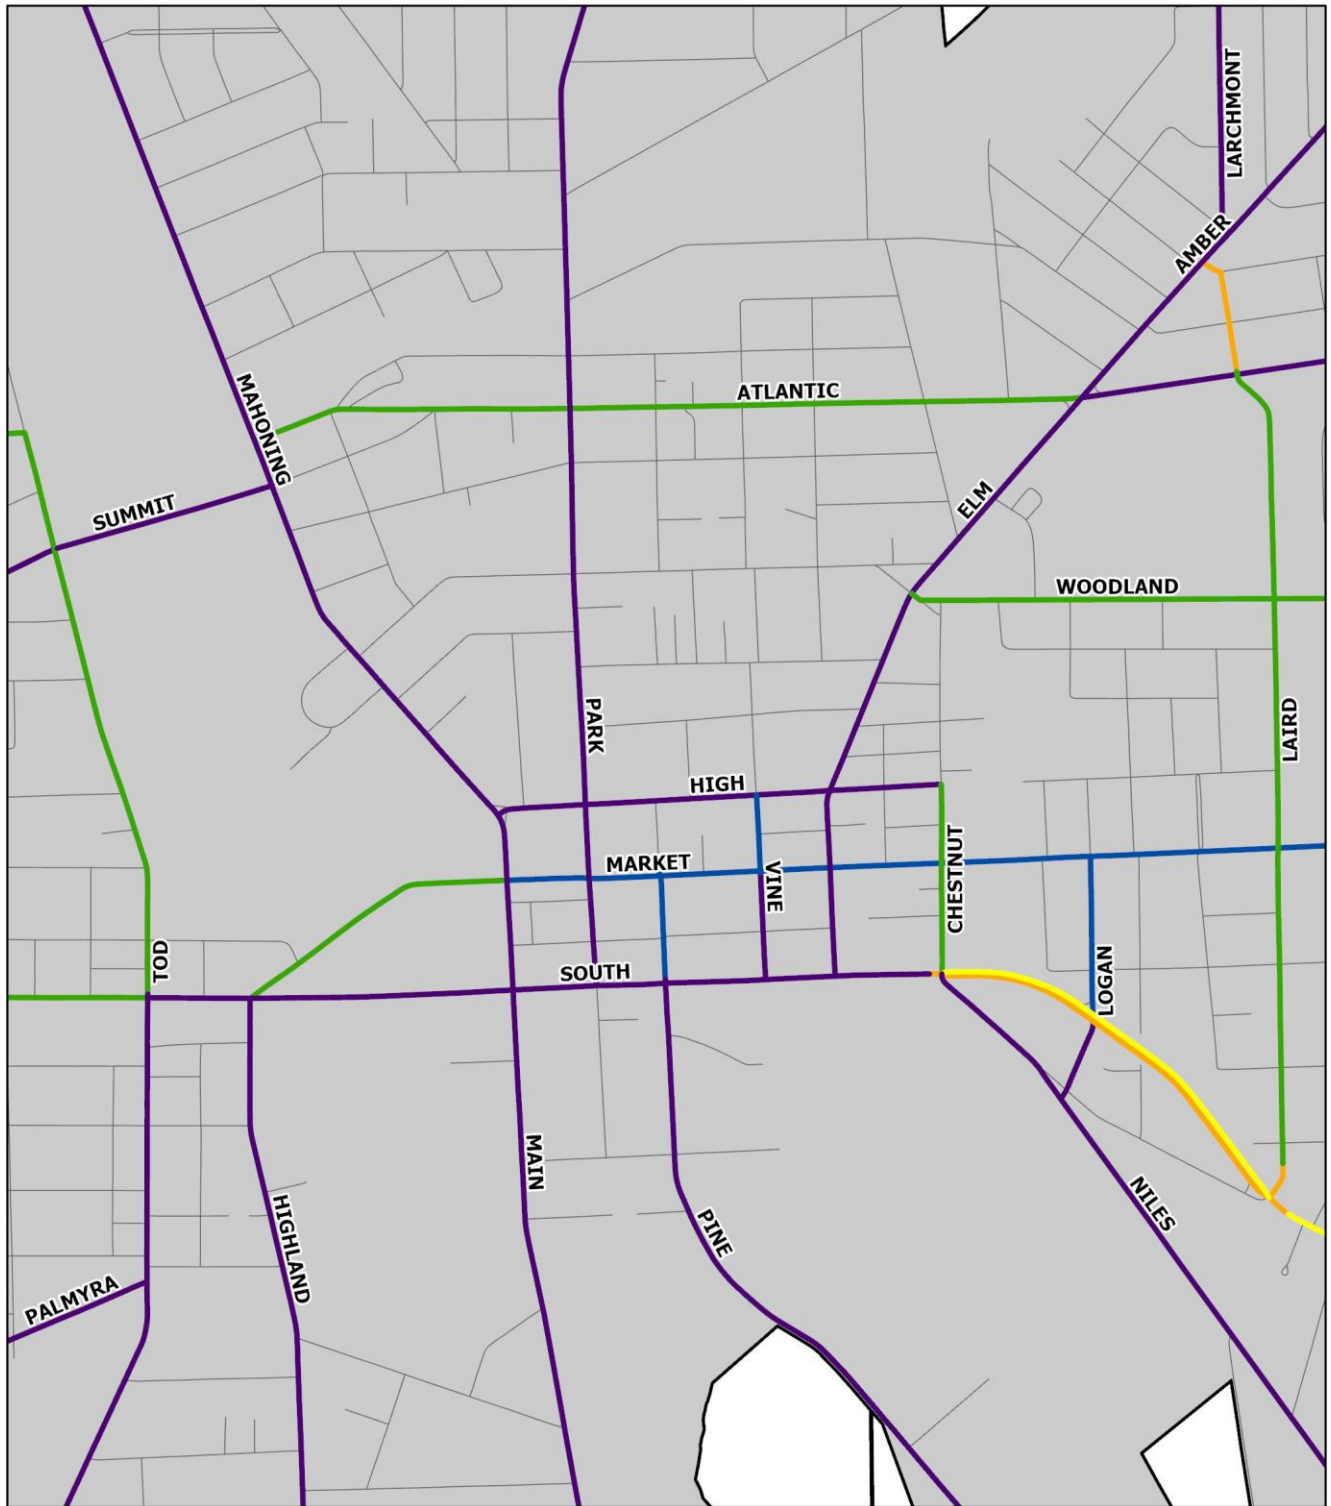 LARCHMONT
AMBER
MAHONING
ATLANTIC
SUMMIT
ELM
WOODLAND
PARK
LAIRD
HIGH
MARKET
VINE
CHESTNUT
TOD
SOUTH
LOGAN
MAIN
HIGHLAND
PINE
NILES
PALMYRA